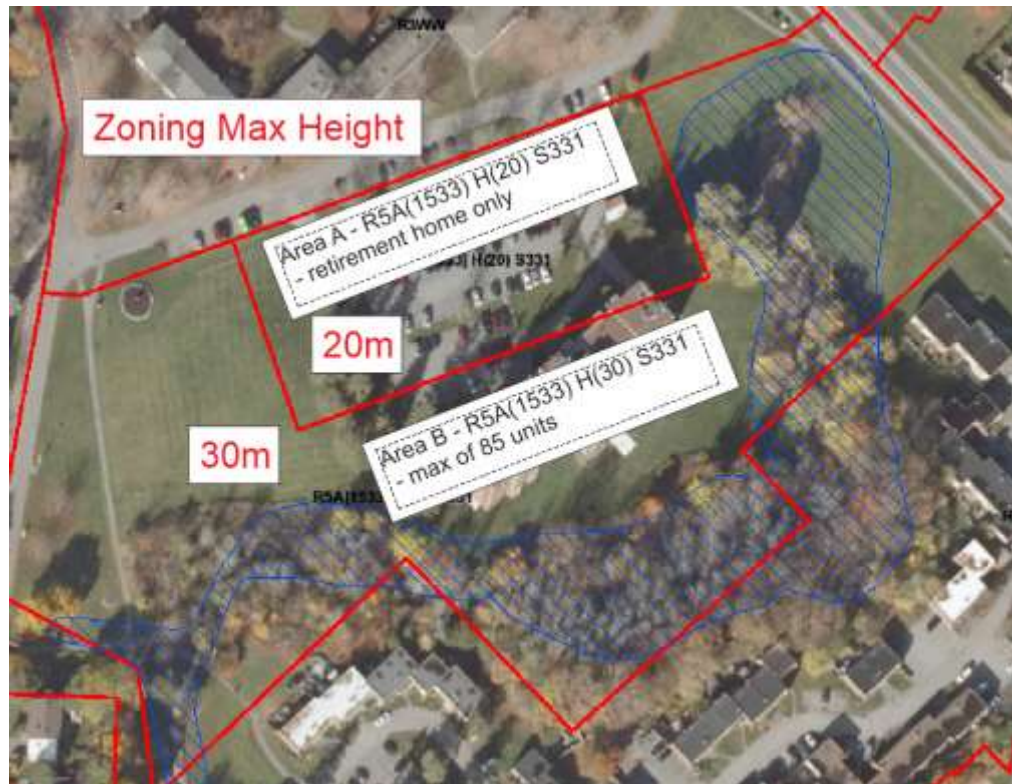 R3WW
Zoning Max Height
Area A - R5A(1533) H(20) S331
- retirement home only
H(20) S331
20m
Area B - R5A(1533) H(30) S331
- max of 85 units
30m